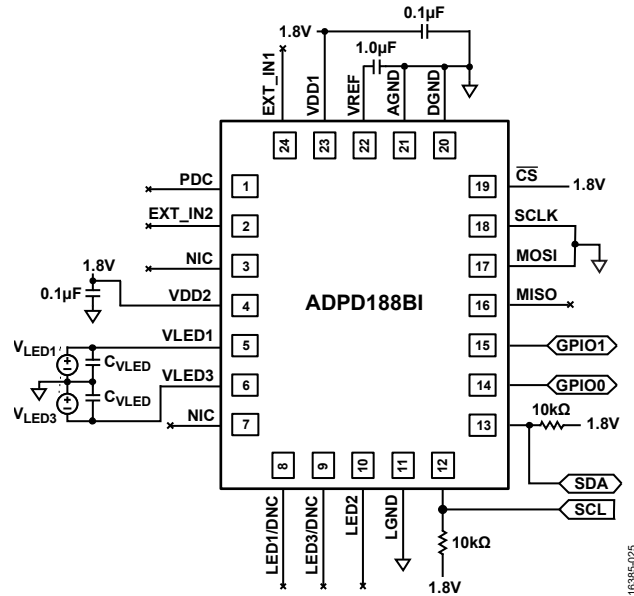 0.1µF
1.8V
1.0µF
EXT_IN1
VDD1
VREF
AGND
DGND
24
23
22
21
20
PDC
1
EXT_IN2
2
NIC
3
1.8V
0.1µF
VDD2
4
VLED1
5
VLED1
CVLED
VLED3
6
CVLED
VLED3
NIC
7
ADPD188BI
19
CS
1.8V
18
SCLK
17
MOSI
16
MISO
15
GPIO1
14
GPIO0
13
10kΩ
1.8V
SDA
SCL
8
9
10
11
12
LED1/DNC
LED3/DNC
LED2
LGND
10kΩ
1.8V
16385-025